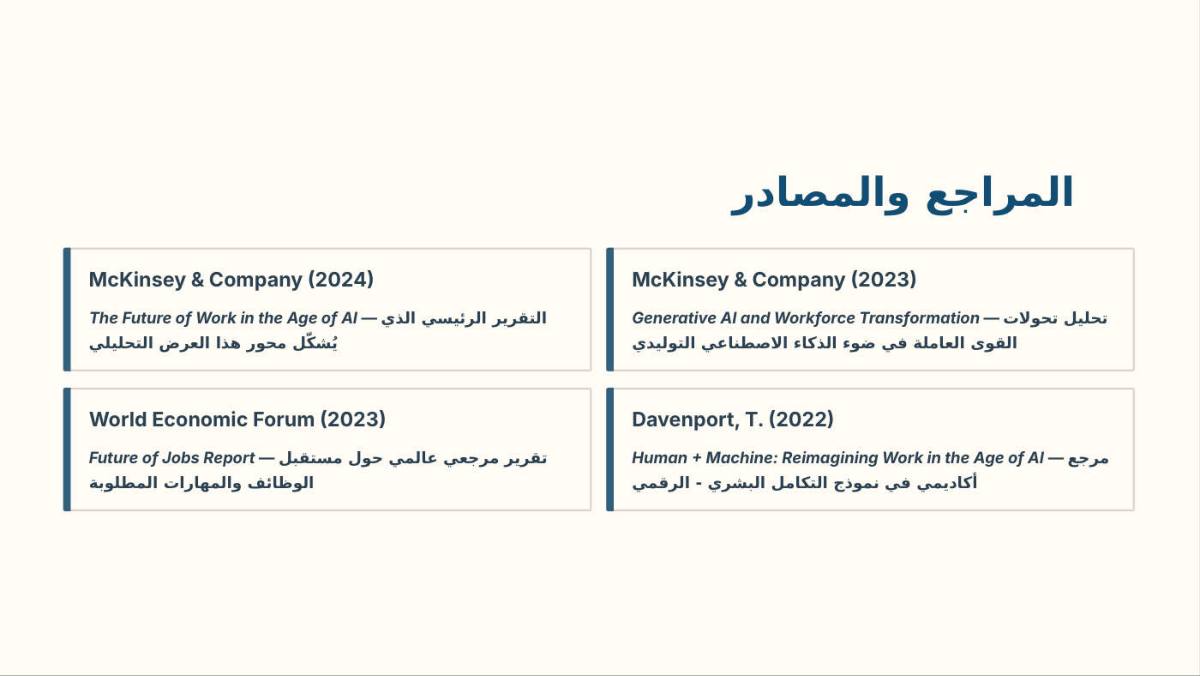 المراجع والمصادر
McKinsey & Company (2023)
Generative AI and Workforce Transformation — تحليل تحولات
القوى العاملة في ضوء الذكاء الاصطناعي التوليدي
McKinsey & Company (2024)
The Future of Work in the Age of AI — التقرير الرئيسي الذي
يُشكّل محور هذا العرض التحليلي
Davenport, T. (2022)
Human + Machine: Reimagining Work in the Age of AI — مرجع
أكاديمي في نموذج التكامل البشري - الرقمي
World Economic Forum (2023)
Future of Jobs Report — تقرير مرجعي عالمي حول مستقبل
الوظائف والمهارات المطلوبة